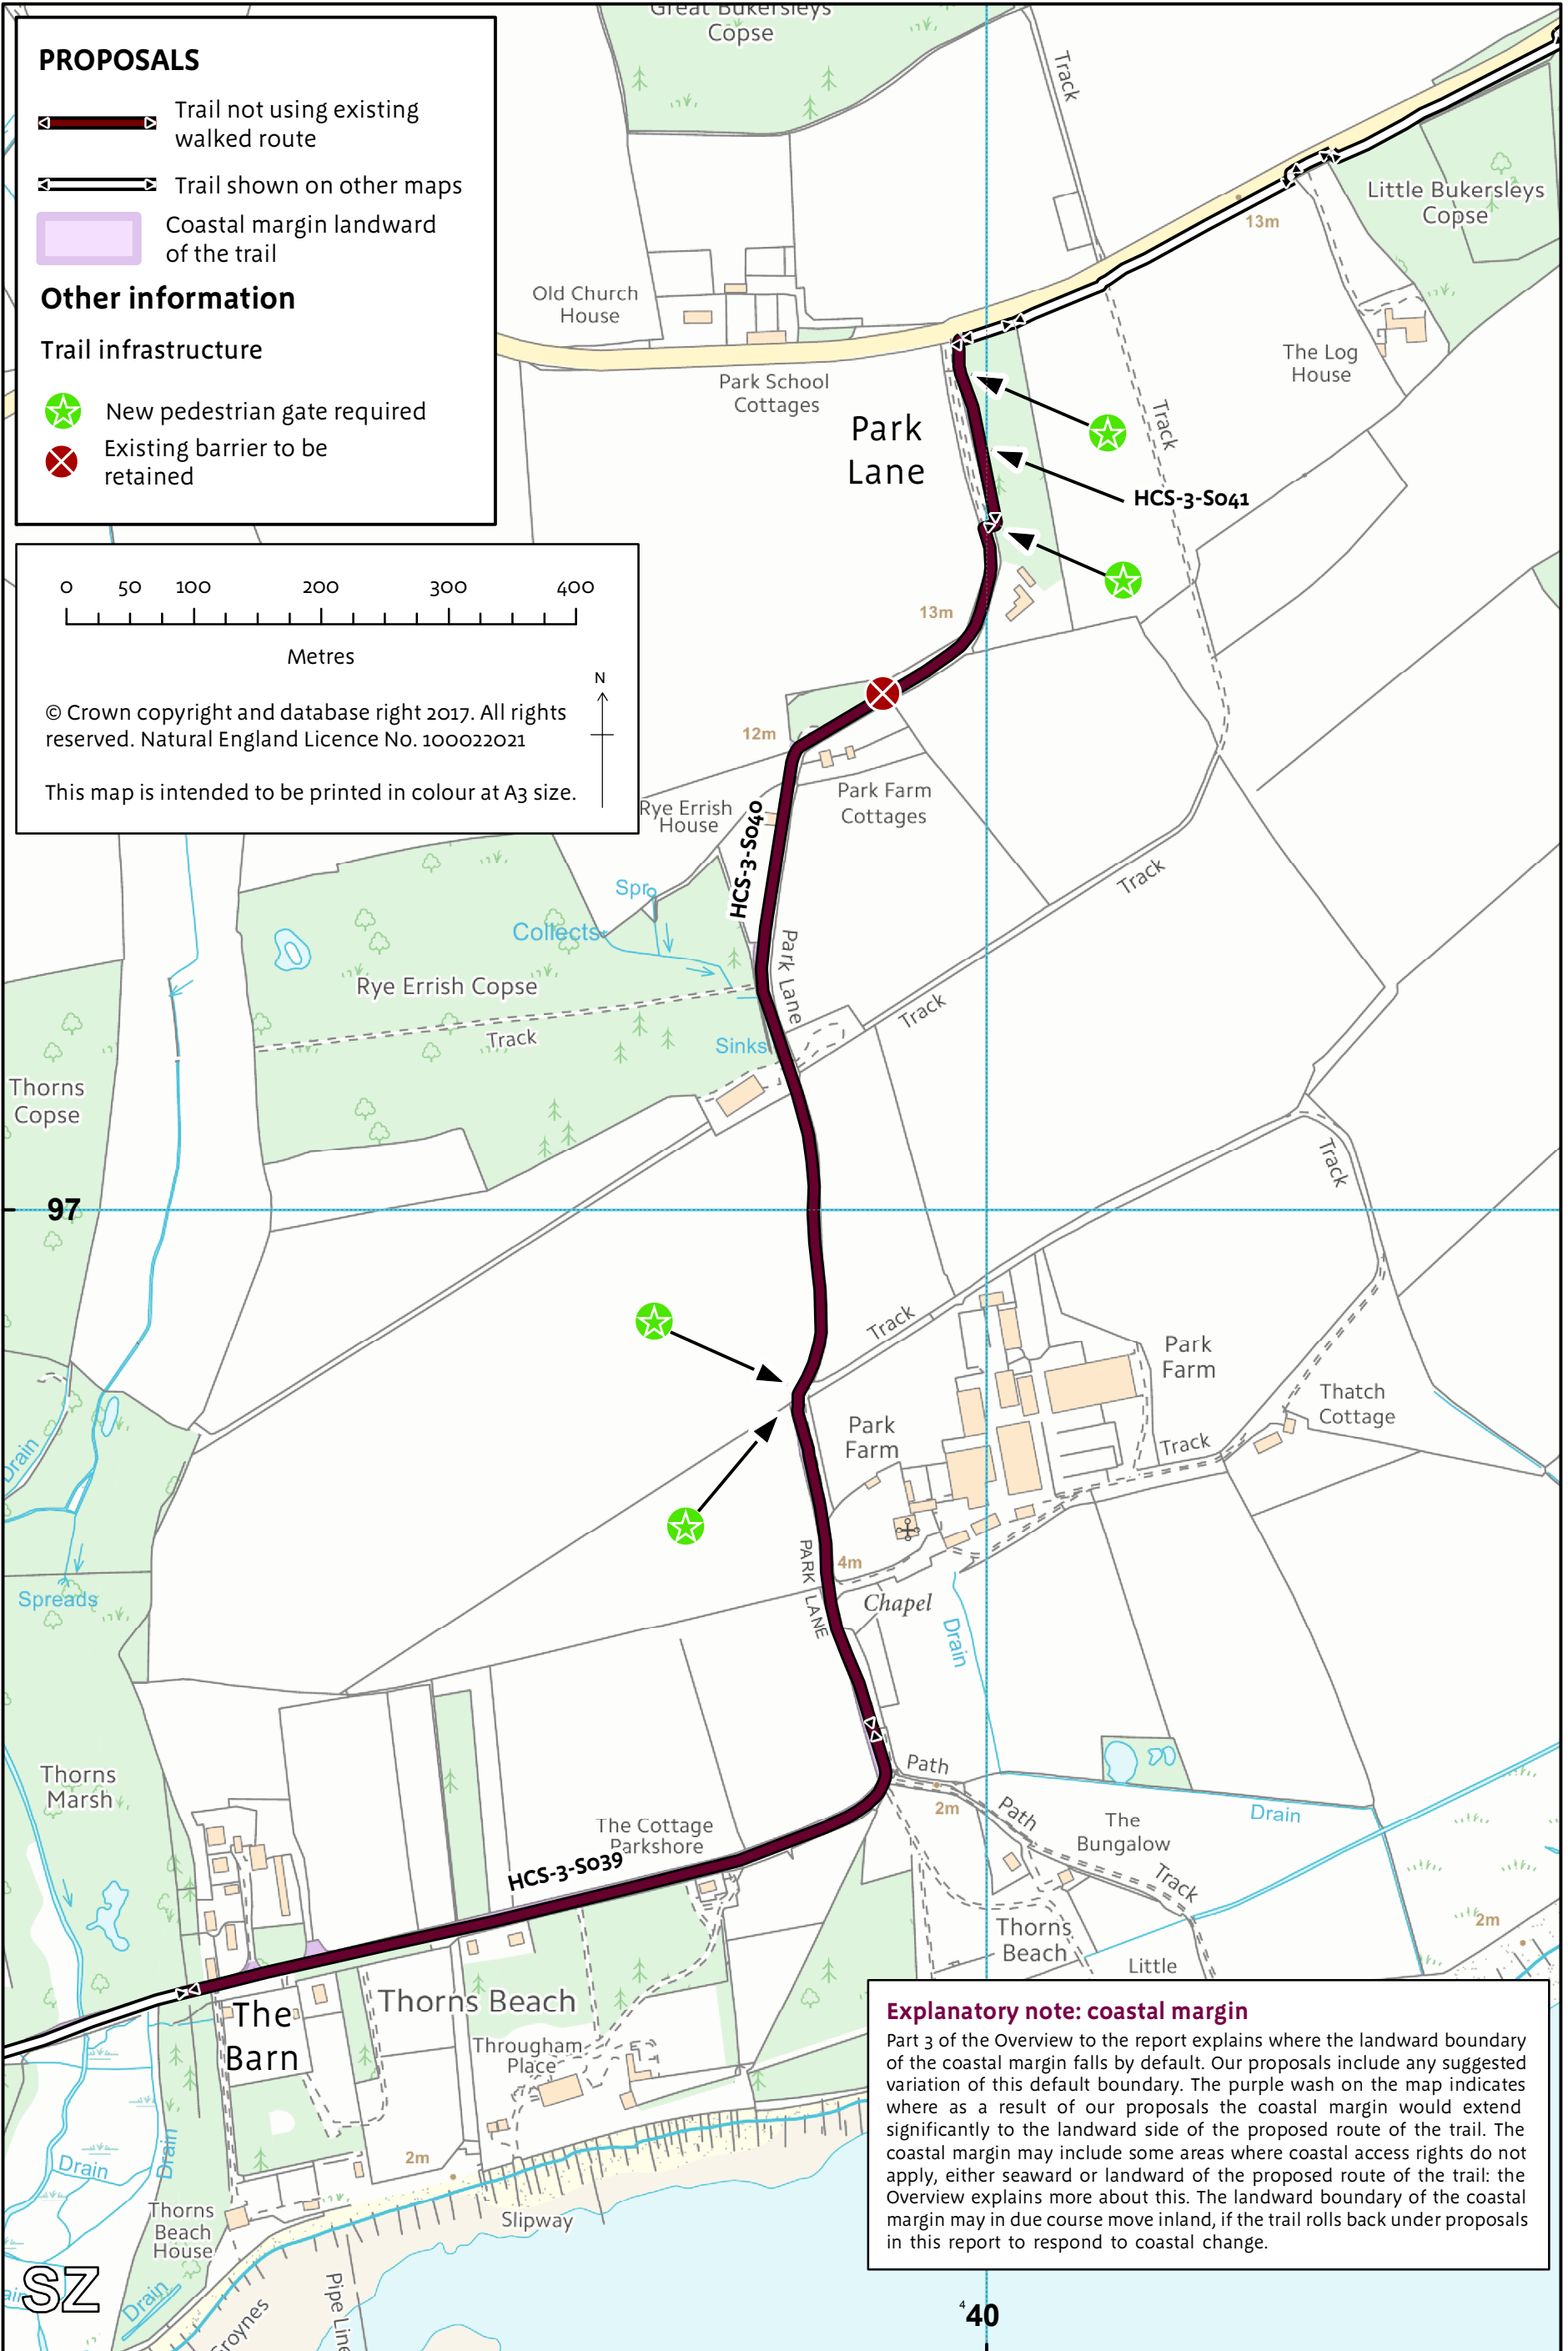 PROPOSALS
Trail not using existing
walked route
Trail shown on other maps
Coastal margin landward
of the trail
Other information
Trail infrastructure
New pedestrian gate required
Existing barrier to be
retained
0 50 100 200 300 400
Metres
N
© Crown copyright and database right 2017. All rights
reserved. Natural England Licence No. 100022021
This map is intended to be printed in colour at A3 size.
Great Bukersleys
Copse
Track
Little Bukersleys
Copse
13m
Old Church
House
The Log
House
Park School
Cottages
Park
Lane
Track
HCS-3-S041
13m
12m
Rye Errish
House
Park Farm
Cottages
HCS-3-S040
Track
Spr
Collects
Park Lane
Rye Errish Copse
Track
Track
Sinks
Thorns
Copse
Track
97
Track
Park
Farm
Thatch
Cottage
Park
Farm
Track
Drain
PARK LANE
4m
Spreads
Chapel
Drain
Thorns
Marsh
Path
2m
Path
The
Bungalow
Drain
The Cottage
Parkshore
HCS-3-S039
Track
2m
Thorns
Beach
Little
The
Barn
Thorns Beach
Througham
Place
Drain
Drain
2m
Thorns
Beach
House
Slipway
SZ
Drain
Pipe Line
440
Explanatory note: coastal margin
Part 3 of the Overview to the report explains where the landward boundary
of the coastal margin falls by default. Our proposals include any suggested
variation of this default boundary. The purple wash on the map indicates
where as a result of our proposals the coastal margin would extend
significantly to the landward side of the proposed route of the trail. The
coastal margin may include some areas where coastal access rights do not
apply, either seaward or landward of the proposed route of the trail: the
Overview explains more about this. The landward boundary of the coastal
margin may in due course move inland, if the trail rolls back under proposals
in this report to respond to coastal change.